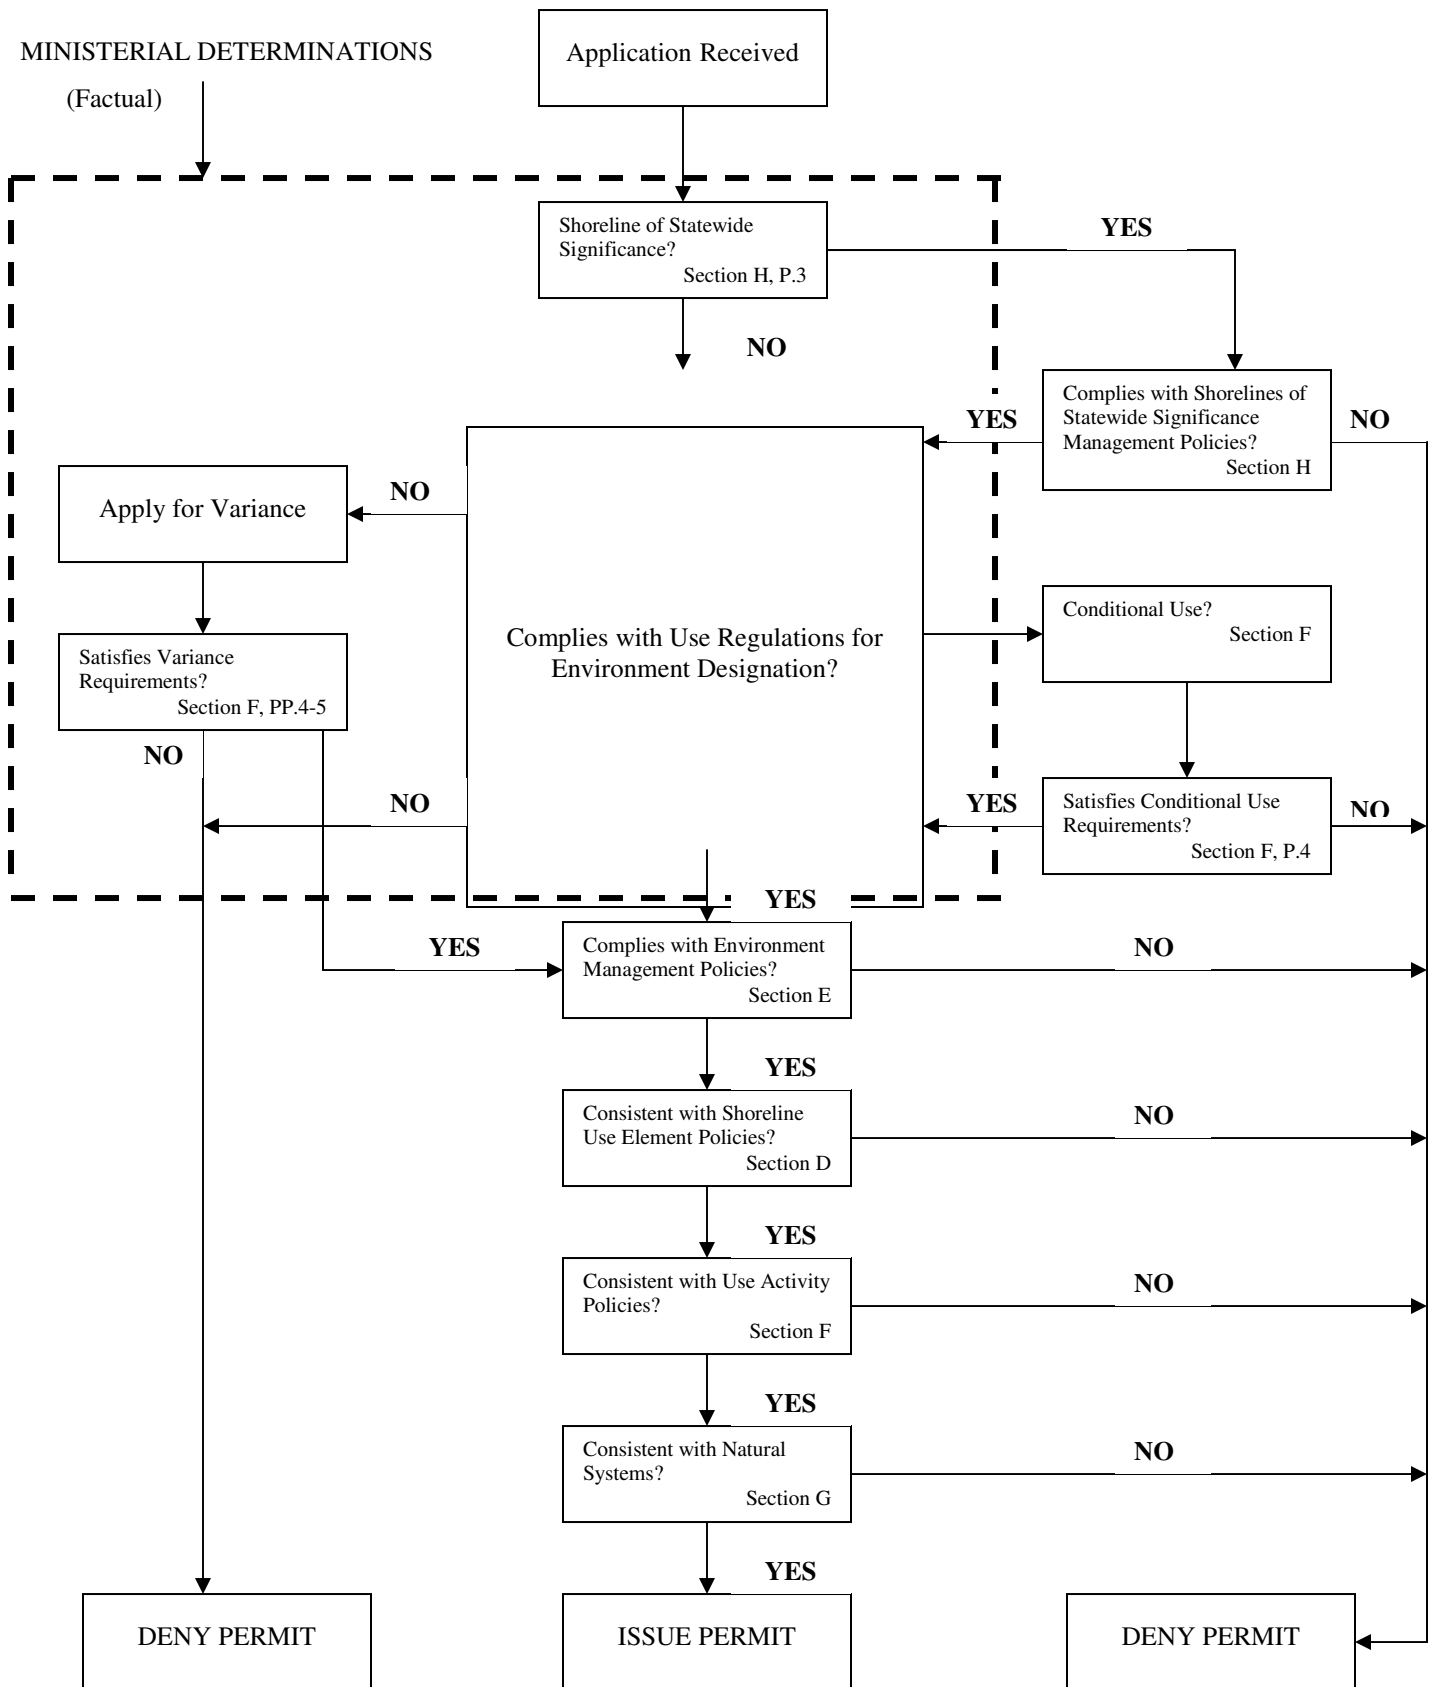 MINISTERIAL DETERMINATIONS
(Factual)
Application Received
Shoreline of Statewide
Significance?
Section H, P.3
YES
NO
Complies with Shorelines of
Statewide Significance
Management Policies?
Section H
YES
NO
Apply for Variance
NO
Complies with Use Regulations for
Environment Designation?
Conditional Use?
Section F
Satisfies Variance
Requirements?
Section F, PP.4-5
NO
NO
YES
Satisfies Conditional Use
Requirements?
Section F, P.4
NO
YES
YES
Complies with Environment
Management Policies?
Section E
NO
YES
Consistent with Shoreline
Use Element Policies?
Section D
NO
YES
Consistent with Use Activity
Policies?
Section F
NO
YES
Consistent with Natural
Systems?
Section G
NO
YES
DENY PERMIT
ISSUE PERMIT
DENY PERMIT